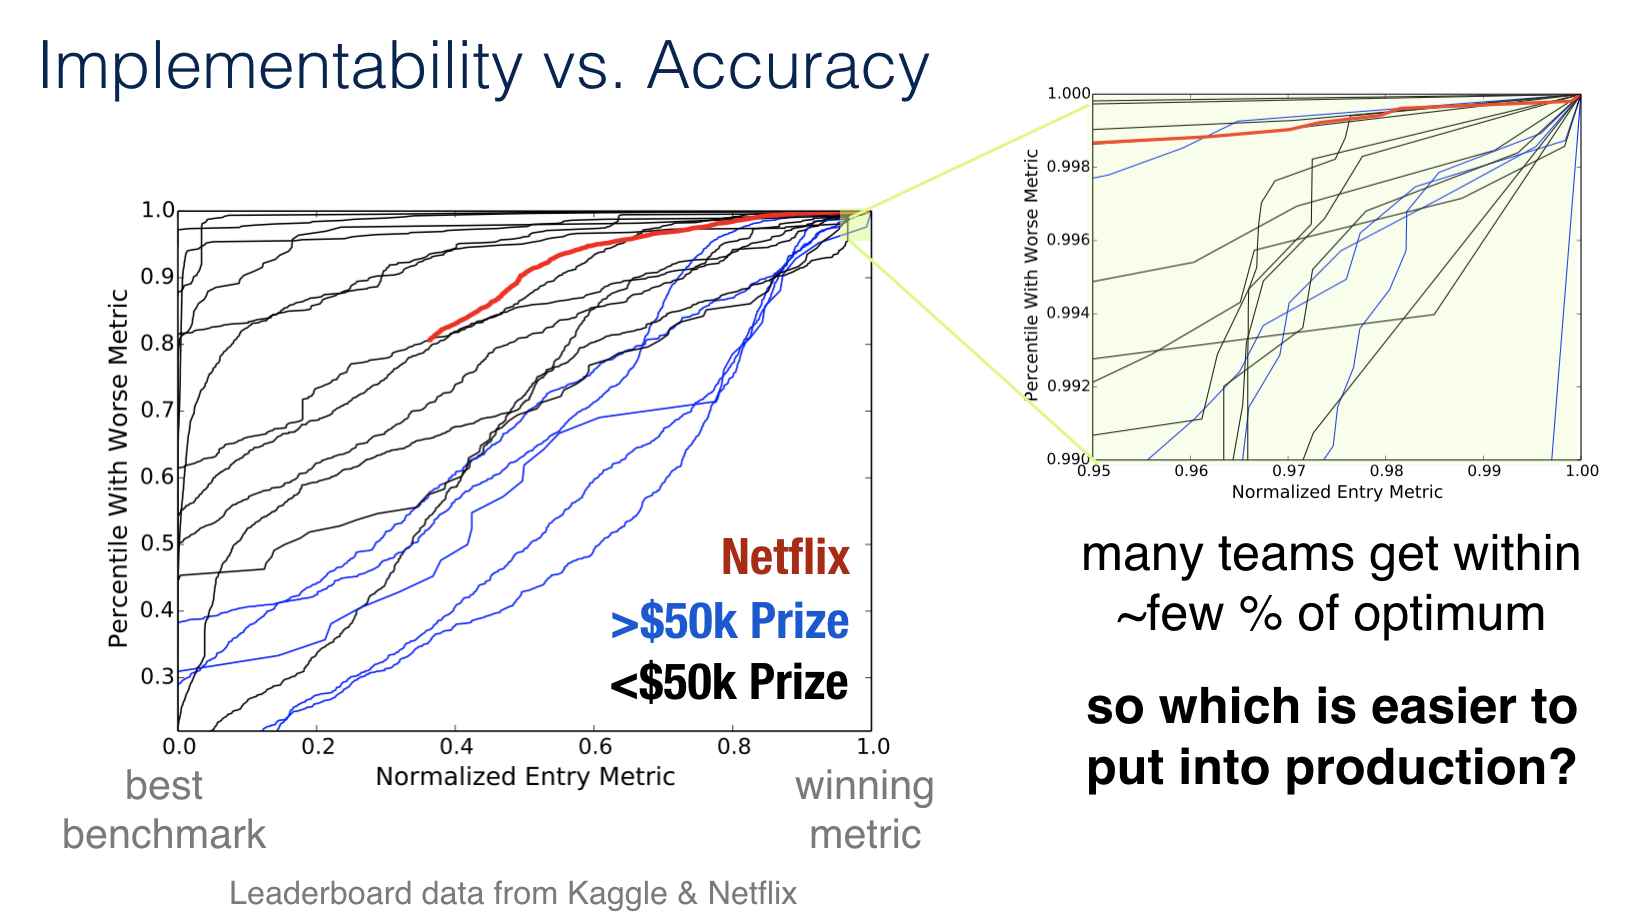 Implementability vs. Accuracy
Percentile With Worse Metric
1.0
0.9
0.8
0.7
0.6
0.5
0.4
0.3
0.0 0.2 0.4 0.6 0.8 1.0
Normalized Entry Metric
Netflix
>$50k Prize
<$50k Prize
best
benchmark
winning
metric
Leaderboard data from Kaggle & Netflix
Percentile With Worse Metric
1.000
0.998
0.996
0.994
0.992
0.990
0.95 0.96 0.97 0.98 0.99 1.00
Normalized Entry Metric
many teams get within
~few % of optimum
so which is easier to
put into production?